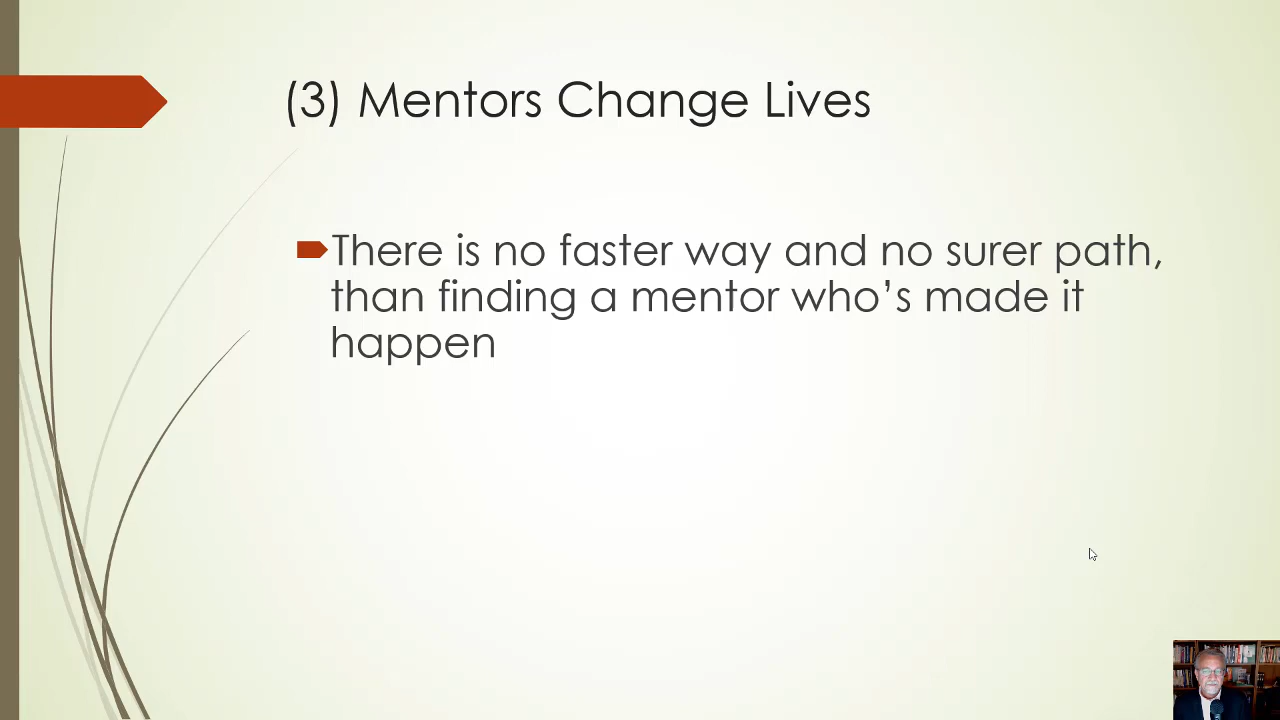 (3) Mentors Change Lives
There is no faster way and no surer path,
than finding a mentor who’s made it
happen